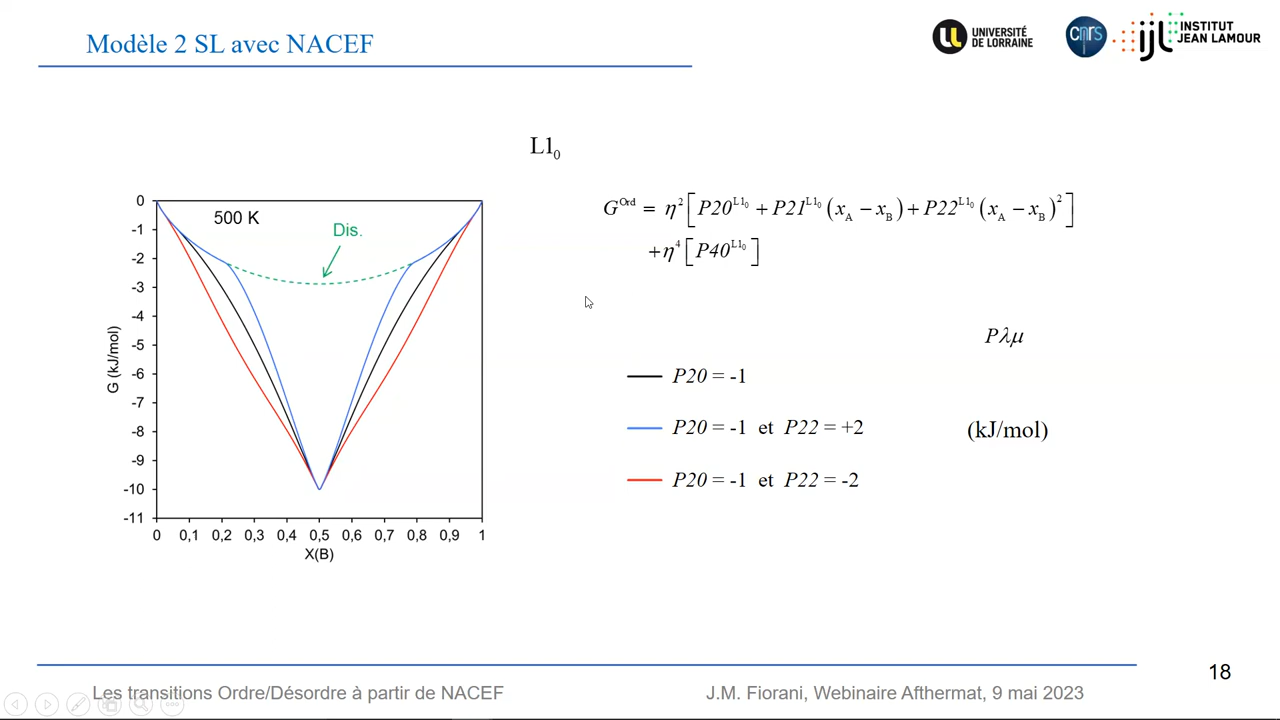 Modèle 2 SL avec NACEF
UNIVERSITÉ
DE LORRAINE
cnrs
ijl
INSTITUT
JEAN LAMOUR
L1₀
G^Ord = η²[P20^L1₀ + P21^L1₀ (x_A − x_B) + P22^L1₀ (x_A − x_B)²]
+η⁴[P40^L1₀]
Pλμ
P20 = -1
P20 = -1 et P22 = +2
(kJ/mol)
P20 = -1 et P22 = -2
500 K
Dis.
G (kJ/mol)
0
-1
-2
-3
-4
-5
-6
-7
-8
-9
-10
-11
0 0,1 0,2 0,3 0,4 0,5 0,6 0,7 0,8 0,9 1
X(B)
18
Les transitions Ordre/Désordre à partir de NACEF
J.M. Fiorani, Webinaire Afthermat, 9 mai 2023